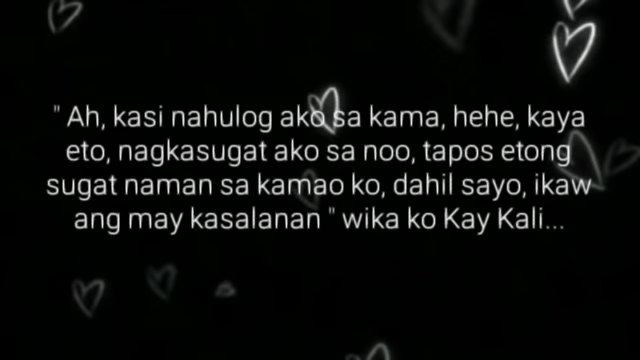 " Ah, kasi nahulog ako sa kama, hehe, kaya
eto, nagkasugat ako sa noo, tapos etong
sugat naman sa kamao ko, dahil sayo, ikaw
ang may kasalanan " wika ko Kay Kali...